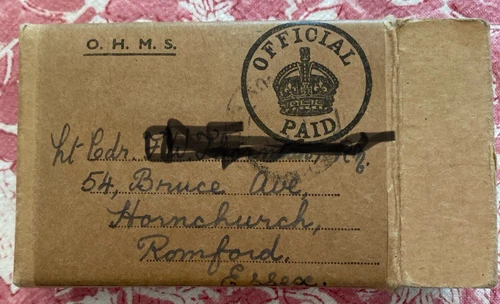 O. H. M. S.
OFFICIAL
PAID
Lt Cdr.
54, Bruce Ave,
Hornchurch,
Romford.
Essex.